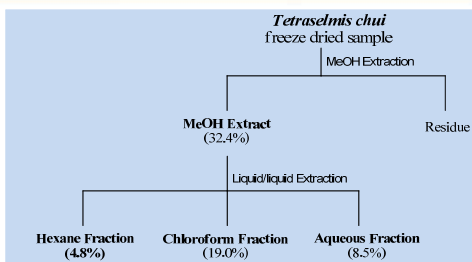 Tetraselmis chui
freeze dried sample
MeOH Extraction
MeOH Extract
(32.4%)
Residue
Liquid/liquid Extraction
Hexane Fraction
(4.8%)
Chloroform Fraction
(19.0%)
Aqueous Fraction
(8.5%)